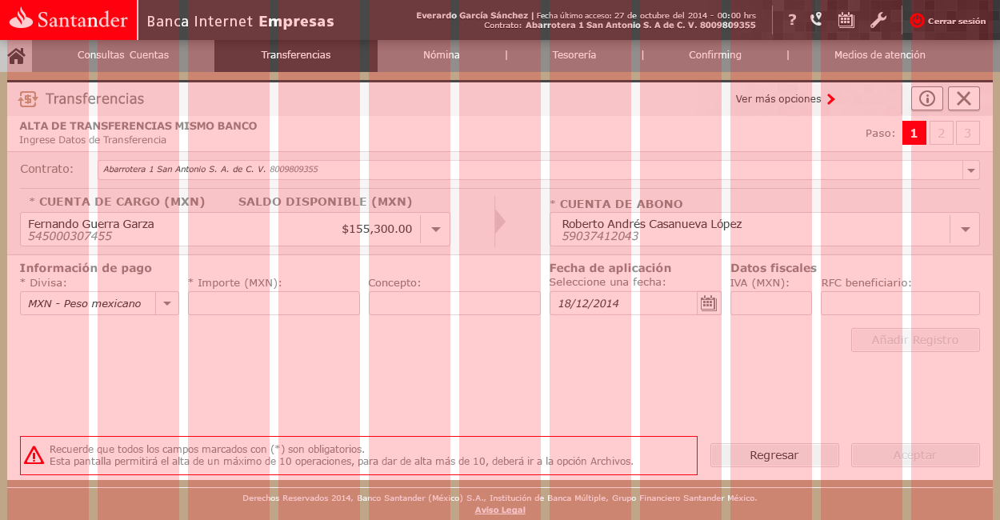 Santander
Banca Internet Empresas
Everardo García Sánchez | Fecha último acceso: 27 de octubre del 2014 - 00:00 hrs
Contrato: Abarrotera 1 San Antonio S. A de C. V. 8009809355
?
Cerrar sesión
Consultas Cuentas
Transferencias
Nómina | Tesorería | Confirming | Medios de atención
Transferencias
Ver más opciones
ALTA DE TRANSFERENCIAS MISMO BANCO
Ingrese Datos de Transferencia
Paso: 1 2 3
Contrato: Abarrotera 1 San Antonio S. A. de C. V. 8009809355
* CUENTA DE CARGO (MXN) SALDO DISPONIBLE (MXN)
Fernando Guerra Garza
545000307455
$155,300.00
* CUENTA DE ABONO
Roberto Andrés Casanueva López
59037412043
Información de pago
* Divisa: * Importe (MXN): Concepto:
MXN - Peso mexicano
Fecha de aplicación
Seleccione una fecha:
18/12/2014
Datos fiscales
IVA (MXN): RFC beneficiario:
Añadir Registro
Recuerde que todos los campos marcados con (*) son obligatorios.
Esta pantalla permitirá el alta de un máximo de 10 operaciones, para dar de alta más de 10, deberá ir a la opción Archivos.
Regresar
Aceptar
Derechos Reservados 2014, Banco Santander (México) S.A., Institución de Banca Múltiple, Grupo Financiero Santander México.
Aviso Legal